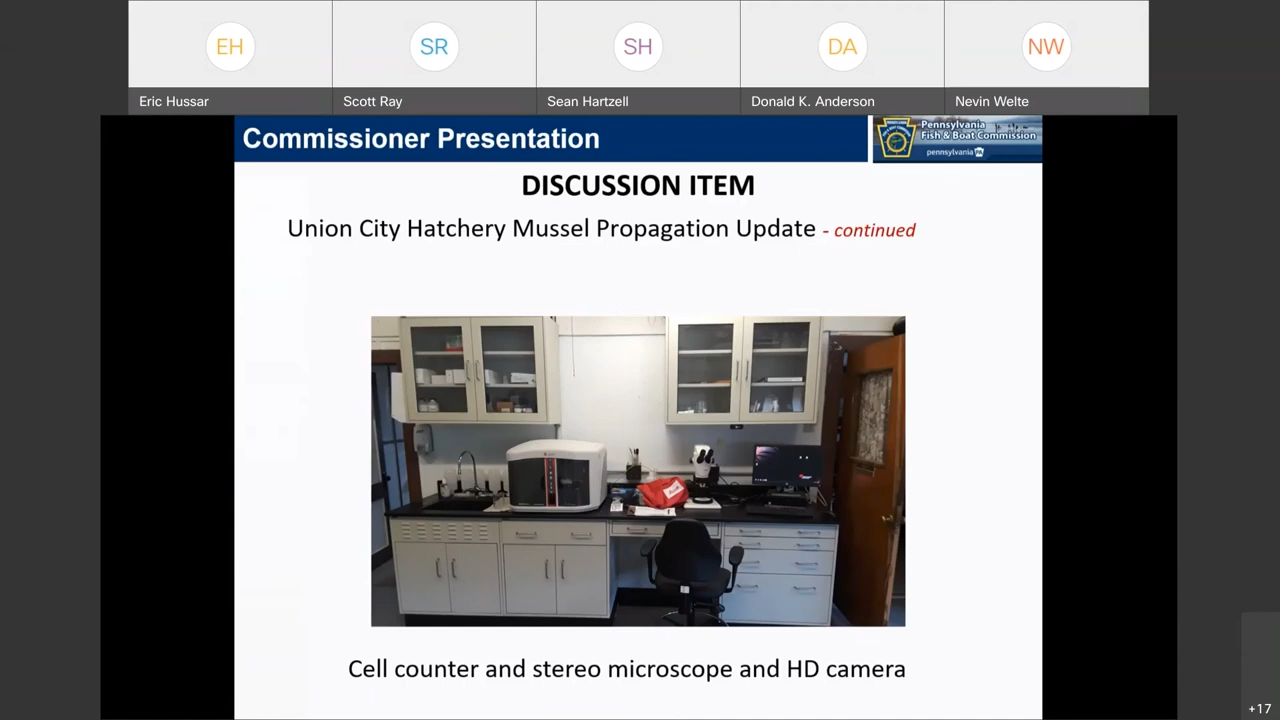 EH
SR
SH
DA
NW
Eric Hussar
Scott Ray
Sean Hartzell
Donald K. Anderson
Nevin Welte
Commissioner Presentation
Pennsylvania
Fish & Boat Commission
pennsylvania PA
DISCUSSION ITEM
Union City Hatchery Mussel Propagation Update - continued
Cell counter and stereo microscope and HD camera
+17